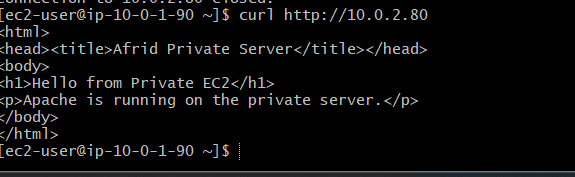 Connection to 10.0.2.80 closed.
[ec2-user@ip-10-0-1-90 ~]$ curl http://10.0.2.80
<html>
<head><title>Afrid Private Server</title></head>
<body>
<h1>Hello from Private EC2</h1>
<p>Apache is running on the private server.</p>
</body>
</html>
[ec2-user@ip-10-0-1-90 ~]$